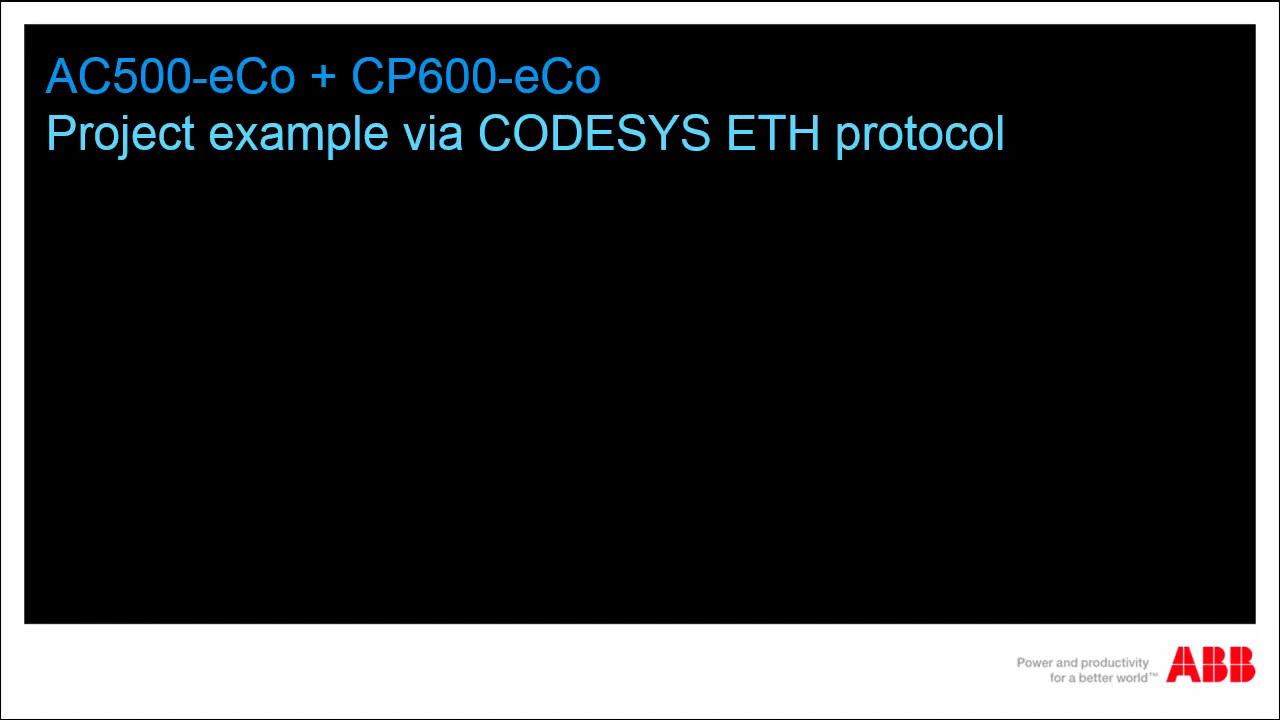 AC500-eCo + CP600-eCo
Project example via CODESYS ETH protocol
Power and productivity
for a better world™
ABB